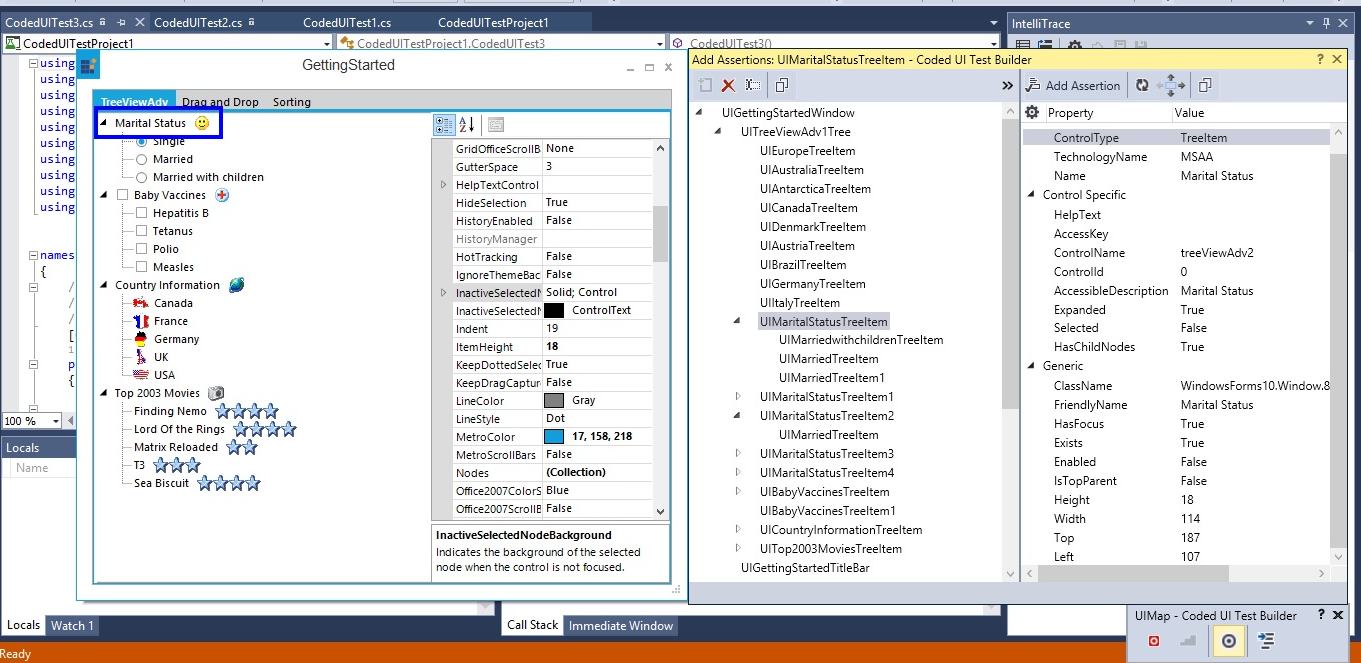 CodedUITest3.cs
CodedUITest2.cs
CodedUITest1.cs
CodedUITestProject1
IntelliTrace
CodedUITestProject1
CodedUITestProject1.CodedUITest3
CodedUITest3()
using
using
using
using
using
using
using
using
using
using
names
{
/
/
/
[
1
p
{
100 %
Locals
Name
Locals
Watch 1
Call Stack
Immediate Window
Ready
GettingStarted
TreeViewAdv
Drag and Drop
Sorting
Marital Status
Single
Married
Married with children
Baby Vaccines
Hepatitis B
Tetanus
Polio
Measles
Country Information
Canada
France
Germany
UK
USA
Top 2003 Movies
Finding Nemo
Lord Of the Rings
Matrix Reloaded
T3
Sea Biscuit
GridOfficeScrollB None
GutterSpace 3
HelpTextControl
HideSelection True
HistoryEnabled False
HistoryManager
HotTracking False
IgnoreThemeBac False
InactiveSelectedN Solid; Control
InactiveSelectedN ControlText
Indent 19
ItemHeight 18
KeepDottedSelec True
KeepDragCapture False
LineColor Gray
LineStyle Dot
MetroColor 17, 158, 218
MetroScrollBars False
Nodes (Collection)
Office2007ColorS Blue
Office2007ScrollB False
InactiveSelectedNodeBackground
Indicates the background of the selected
node when the control is not focused.
Add Assertions: UIMaritalStatusTreeItem - Coded UI Test Builder
Add Assertion
UIGettingStartedWindow
UITreeViewAdv1Tree
UIEuropeTreeItem
UIAustraliaTreeItem
UIAntarcticaTreeItem
UICanadaTreeItem
UIDenmarkTreeItem
UIAustriaTreeItem
UIBrazilTreeItem
UIGermanyTreeItem
UIItalyTreeItem
UIMaritalStatusTreeItem
UIMarriedwithchildrenTreeItem
UIMarriedTreeItem
UIMarriedTreeItem1
UIMaritalStatusTreeItem1
UIMaritalStatusTreeItem2
UIMarriedTreeItem
UIMaritalStatusTreeItem3
UIMaritalStatusTreeItem4
UIBabyVaccinesTreeItem
UIBabyVaccinesTreeItem1
UICountryInformationTreeItem
UITop2003MoviesTreeItem
UIGettingStartedTitleBar
Property Value
ControlType TreeItem
TechnologyName MSAA
Name Marital Status
Control Specific
HelpText
AccessKey
ControlName treeViewAdv2
ControlId 0
AccessibleDescription Marital Status
Expanded True
Selected False
HasChildNodes True
Generic
ClassName WindowsForms10.Window.8
FriendlyName Marital Status
HasFocus True
Exists True
Enabled False
IsTopParent False
Height 18
Width 114
Top 187
Left 107
UIMap - Coded UI Test Builder